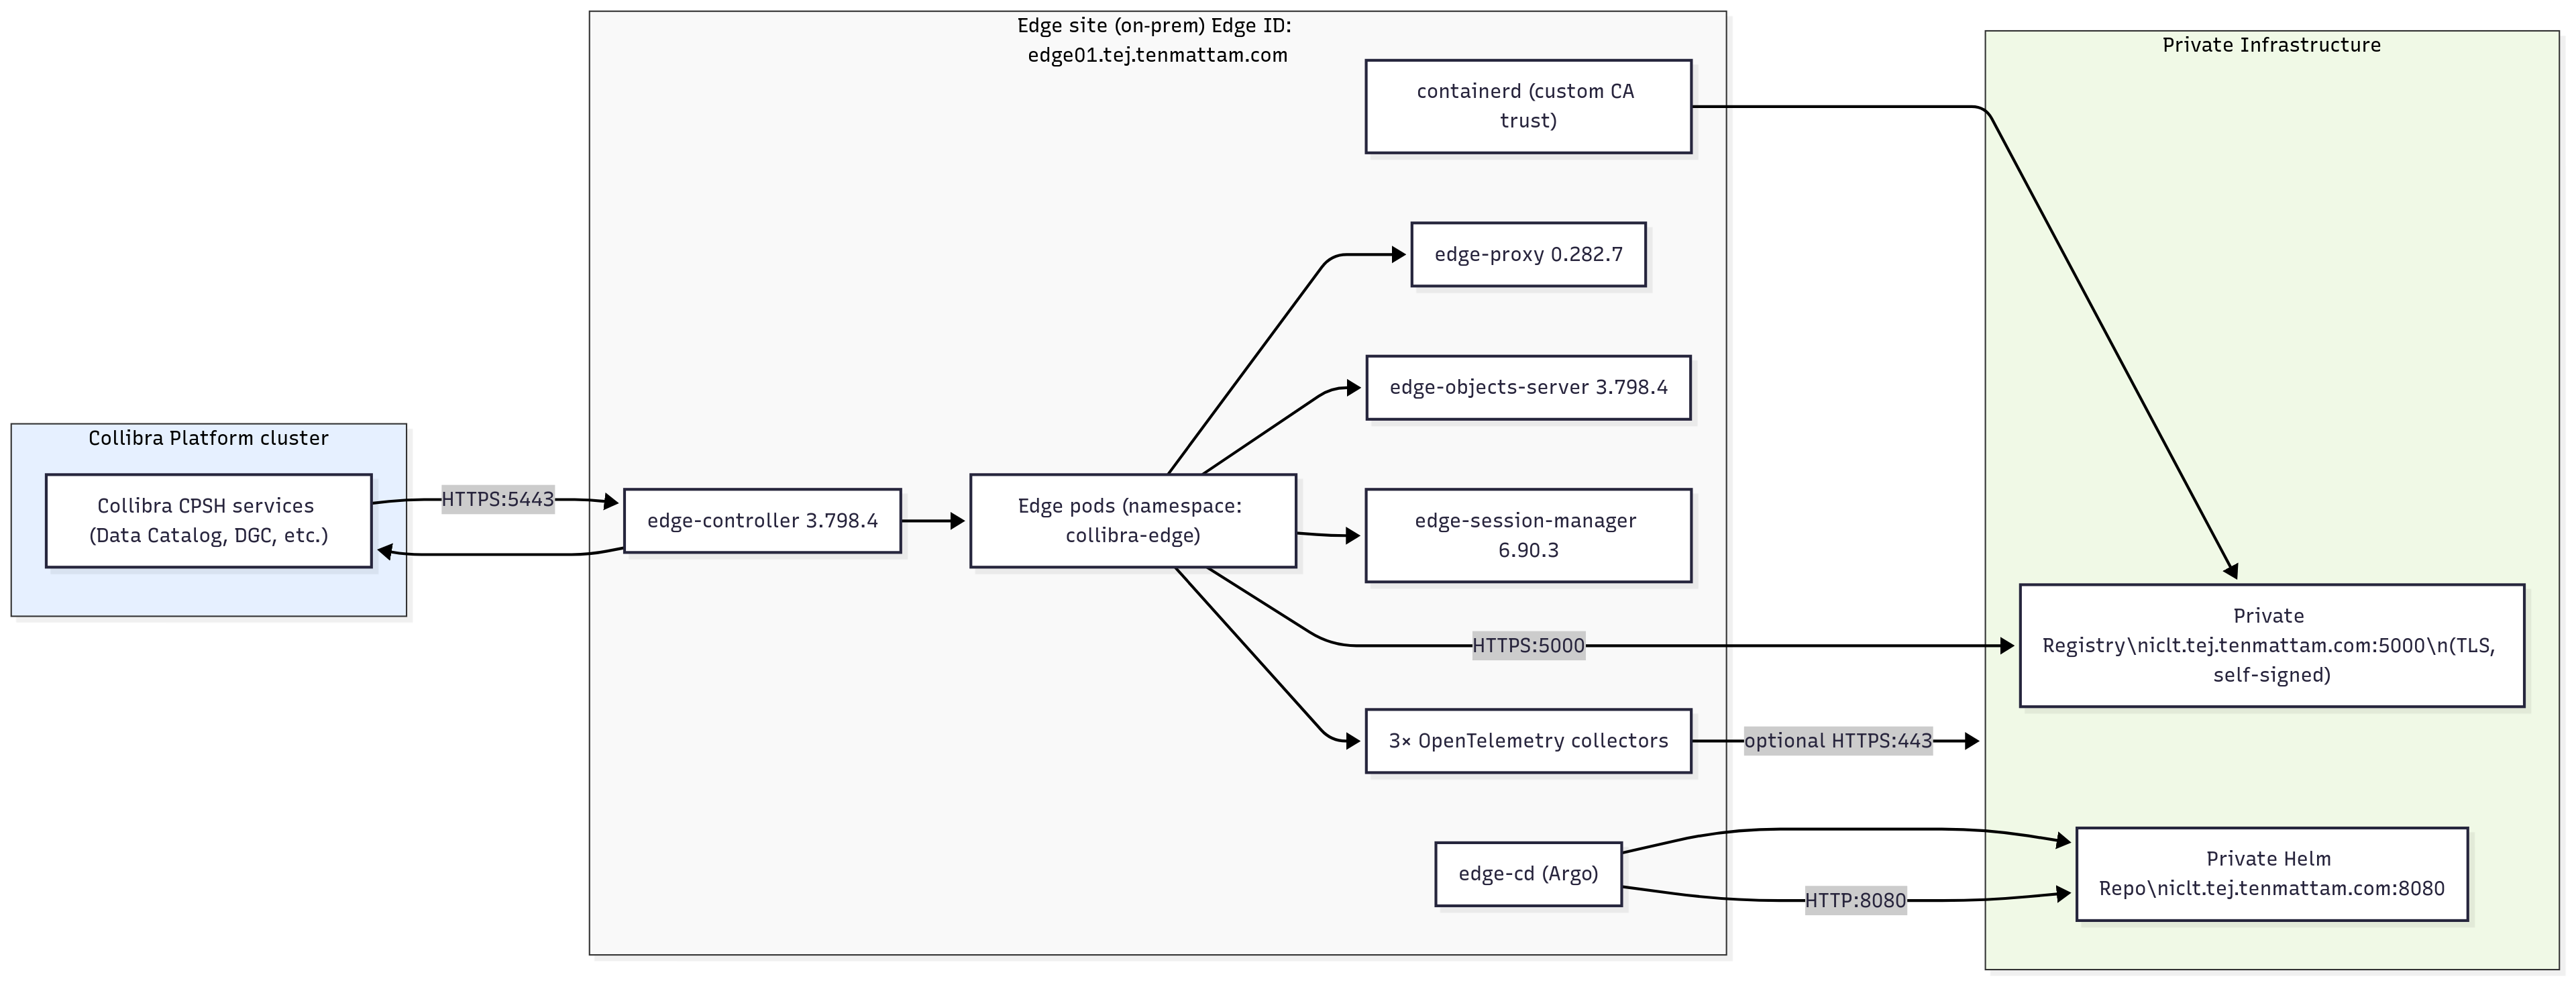 Edge site (on-prem) Edge ID:
edge01.tej.tenmattam.com
Private Infrastructure
containerd (custom CA
trust)
edge-proxy 0.282.7
edge-objects-server 3.798.4
Collibra Platform cluster
Collibra CPSH services
(Data Catalog, DGC, etc.)
HTTPS:5443
edge-controller 3.798.4
Edge pods (namespace:
collibra-edge)
edge-session-manager
6.90.3
HTTPS:5000
Private
Registry\niclt.tej.tenmattam.com:5000\n(TLS,
self-signed)
3× OpenTelemetry collectors
optional HTTPS:443
edge-cd (Argo)
HTTP:8080
Private Helm
Repo\niclt.tej.tenmattam.com:8080